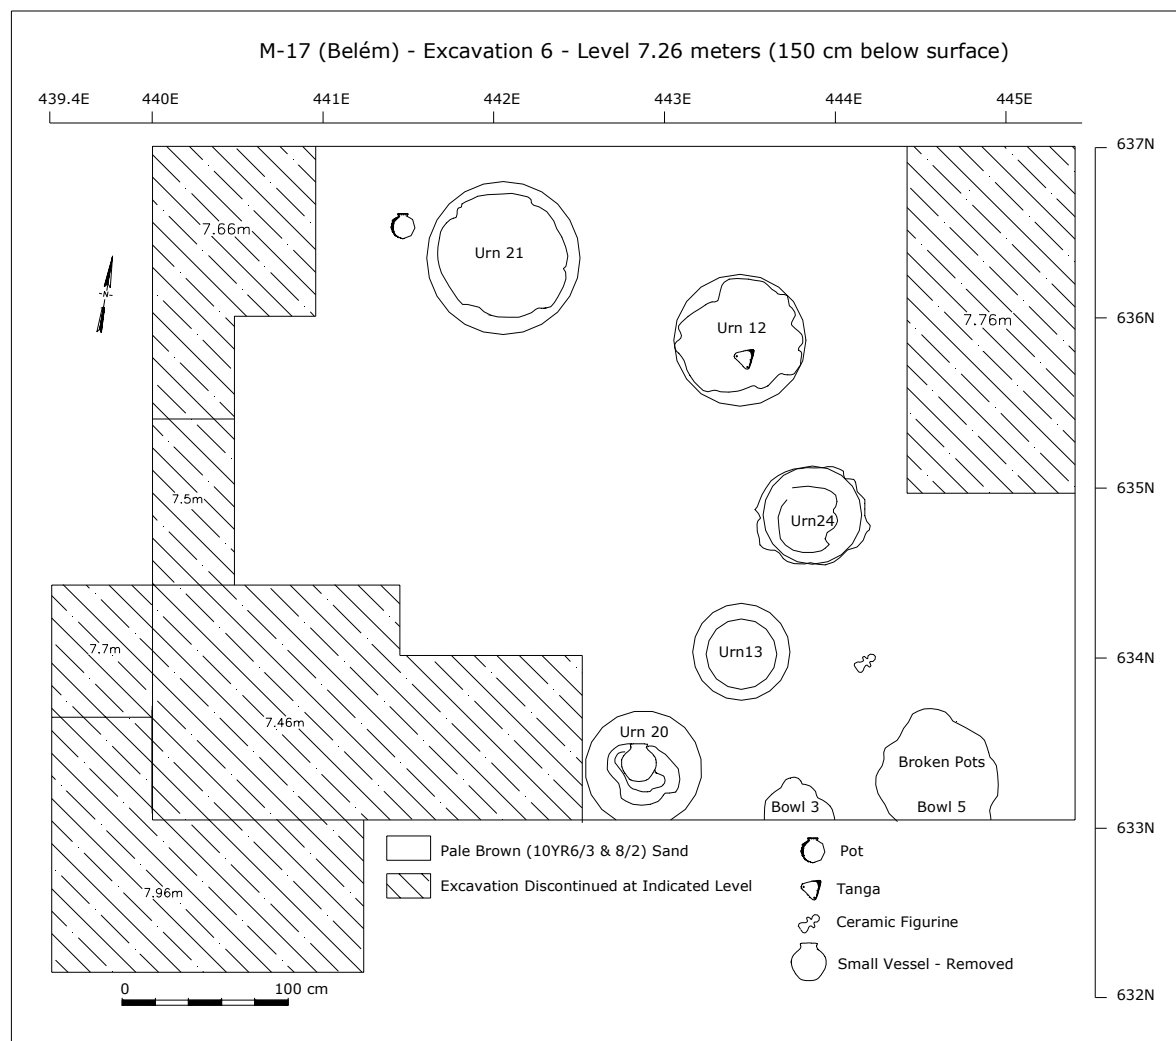 M-17 (Belém) - Excavation 6 - Level 7.26 meters (150 cm below surface)
439.4E 440E 441E 442E 443E 444E 445E
637N
7.66m
Urn 21
-N-
Urn 12
7.76m
636N
7.5m
Urn24
635N
7.7m
Urn13
634N
7.46m
Urn 20
Broken Pots
Bowl 3
Bowl 5
633N
Pale Brown (10YR6/3 & 8/2) Sand
Pot
Excavation Discontinued at Indicated Level
Tanga
7.96m
Ceramic Figurine
Small Vessel - Removed
0 100 cm
632N